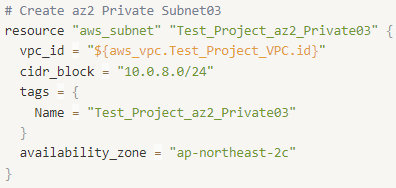 # Create az2 Private Subnet03
resource "aws_subnet" "Test_Project_az2_Private03" {
  vpc_id = "${aws_vpc.Test_Project_VPC.id}"
  cidr_block = "10.0.8.0/24"
  tags = {
    Name = "Test_Project_az2_Private03"
  }
  availability_zone = "ap-northeast-2c"
}